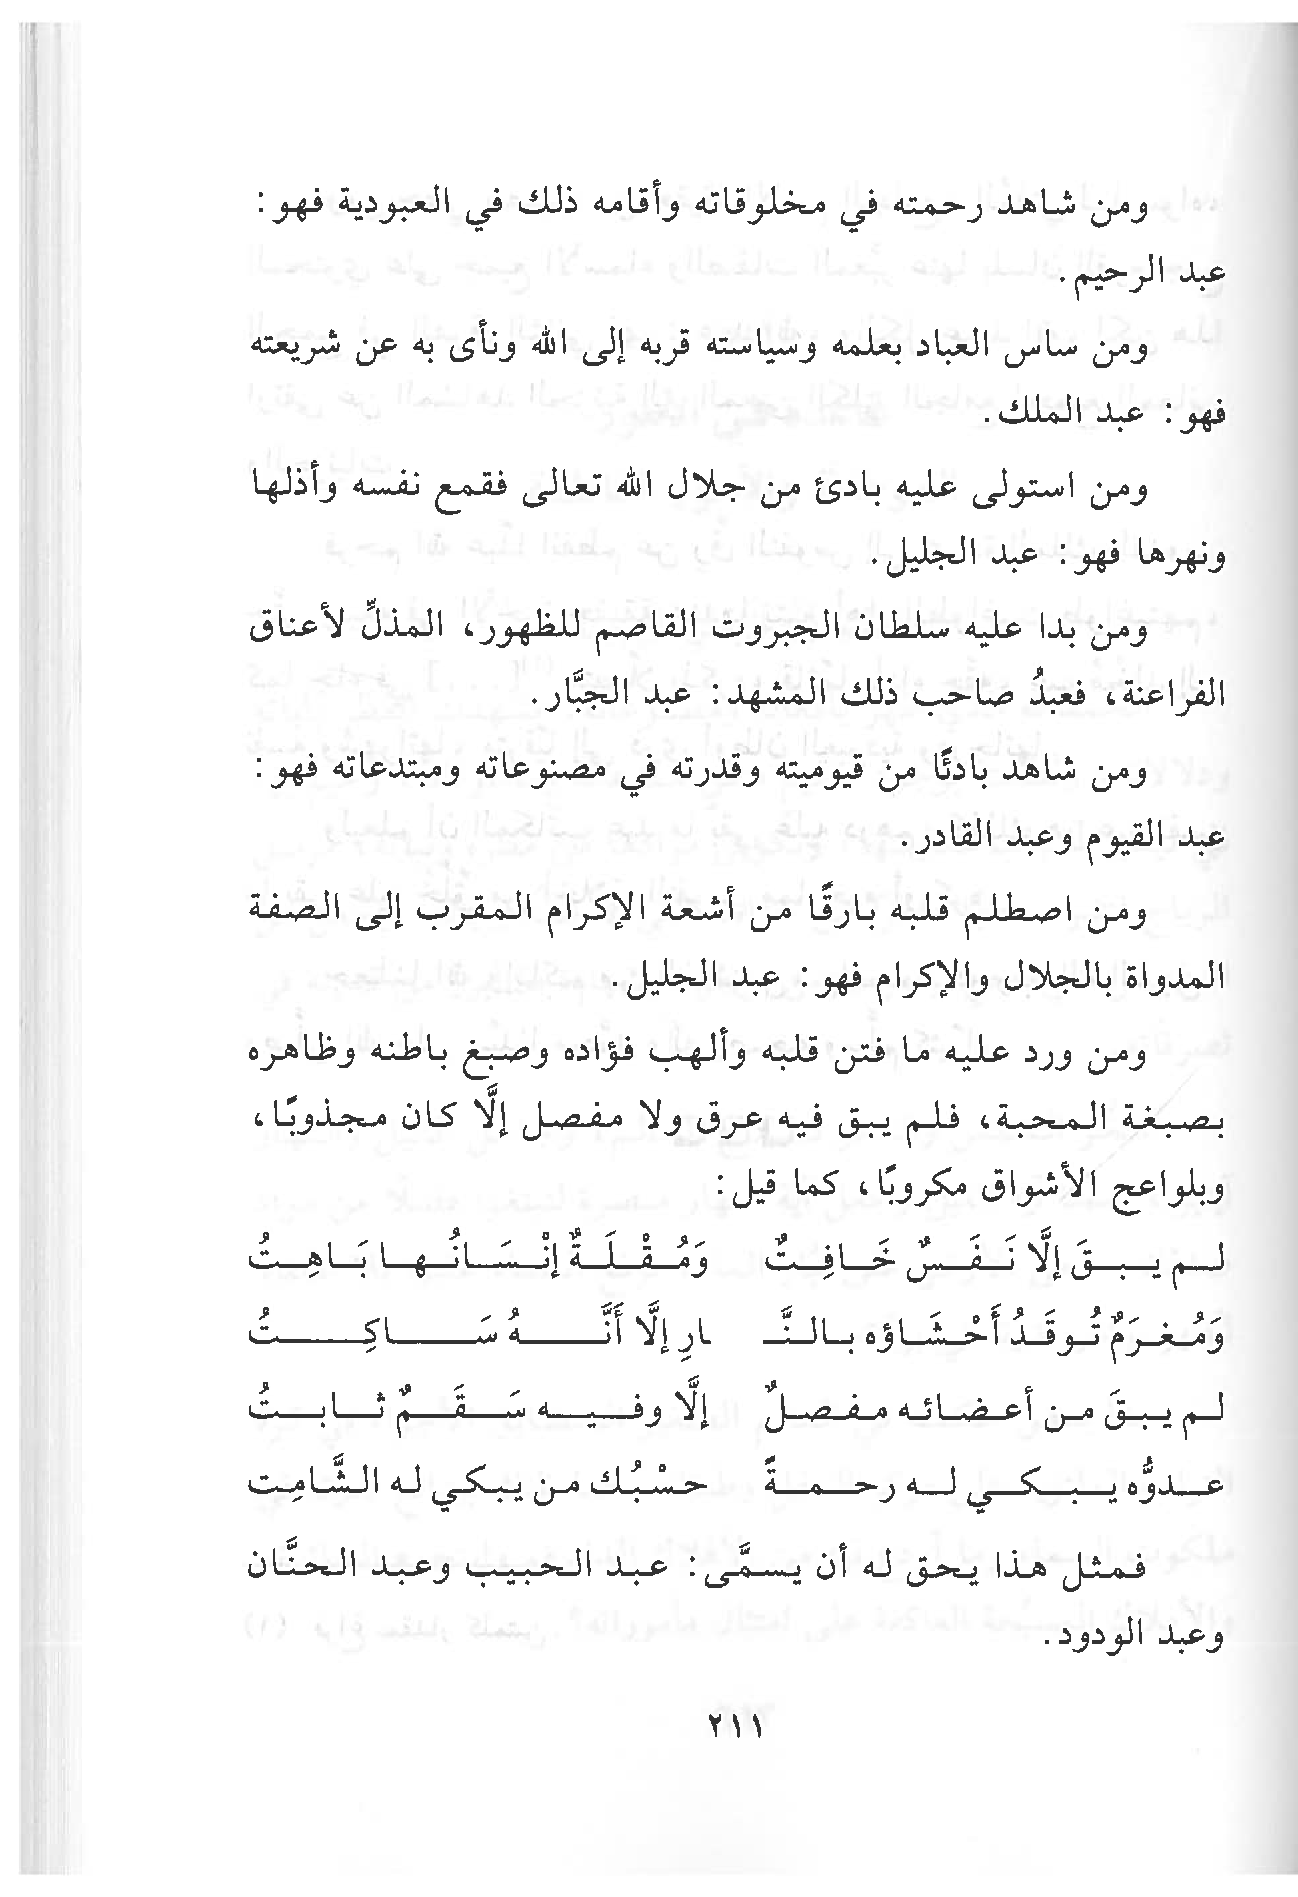 ومن شاهد رحمته في مخلوقاته وأقامه ذلك في العبودية فهو:
عبد الرحيم.
ومن ساس العباد بعلمه وسياسته قربه إلى الله ونأى به عن شريعته
فهو: عبد الملك.
ومن استولى عليه بادئ من جلال الله تعالى فقمع نفسه وأذلها
ونهرها فهو: عبد الجليل.
ومن بدا عليه سلطان الجبروت القاصم للظهور، المذلِّ لأعناق
الفراعنة، فعبدُ صاحب ذلك المشهد: عبد الجبَّار.
ومن شاهد بادئًا من قيوميته وقدرته في مصنوعاته ومبتدعاته فهو:
عبد القيوم وعبد القادر.
ومن اصطلم قلبه بارقًا من أشعة الإكرام المقرب إلى الصفة
المدواة بالجلال والإكرام فهو: عبد الجليل.
ومن ورد عليه ما فتن قلبه وألهب فؤاده وصبغ باطنه وظاهره
بصبغة المحبة، فلم يبق فيه عرق ولا مفصل إلَّا كان مجذوبًا،
وبلواعج الأشواق مكروبًا، كما قيل:
لم يبقَ إلَّا نَفَسٌ خَافِتٌ وَمُقْلَةٌ إنْسَانُها بَاهِتُ
وَمُغرَمٌ تُوقَدُ أَحْشَاؤه بالنَّـ ـارِ إلَّا أَنَّهُ سَاكِتُ
لم يبقَ من أعضائه مفصلٌ إلَّا وفيه سَقَمٌ ثابتُ
عدوُّه يبكي له رحمةً حسْبُك من يبكي له الشَّامِت
فمثل هذا يحق له أن يسمَّى: عبد الحبيب وعبد الحنَّان
وعبد الودود.
٢١١